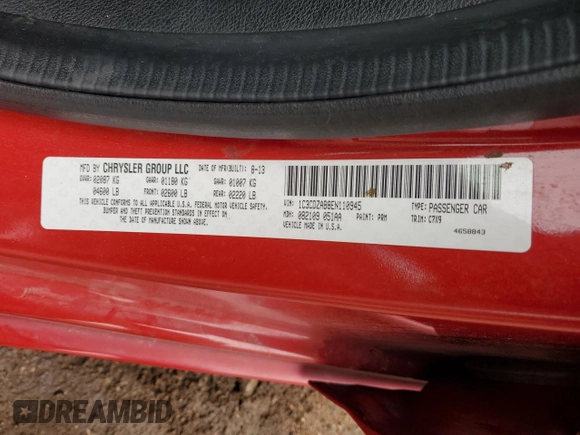 MFD BY CHRYSLER GROUP LLC DATE OF MFR(BUILT): 8-13
GVWR: 02087 KG GAWR: 01180 KG GAWR: 01007 KG
04600 LB FRONT: 02600 LB REAR: 02220 LB
THIS VEHICLE CONFORMS TO ALL APPLICABLE U.S.A. FEDERAL MOTOR VEHICLE SAFETY,
BUMPER AND THEFT PREVENTION STANDARDS IN EFFECT ON
THE DATE OF MANUFACTURE SHOWN ABOVE.
VIN: 1C3CDZAB8EN110945 TYPE: PASSENGER CAR
MDH: 082109 051AA PAINT: PRM TRIM: C7X9
VEHICLE MADE IN U.S.A.
4658843
DREAMBID